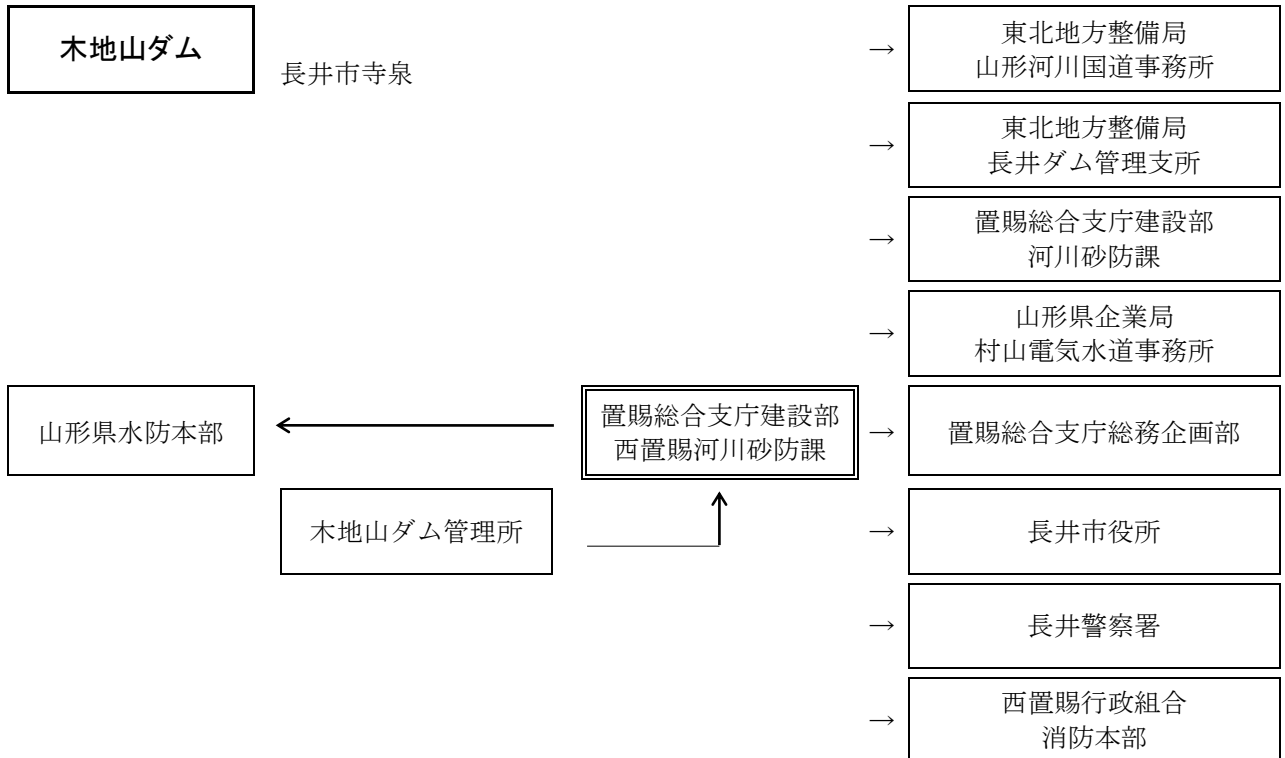 木地山ダム
長井市寺泉
→
東北地方整備局
山形河川国道事務所
→
東北地方整備局
長井ダム管理支所
→
置賜総合支庁建設部
河川砂防課
→
山形県企業局
村山電気水道事務所
山形県水防本部
置賜総合支庁建設部
西置賜河川砂防課
→
置賜総合支庁総務企画部
木地山ダム管理所
→
長井市役所
→
長井警察署
→
西置賜行政組合
消防本部